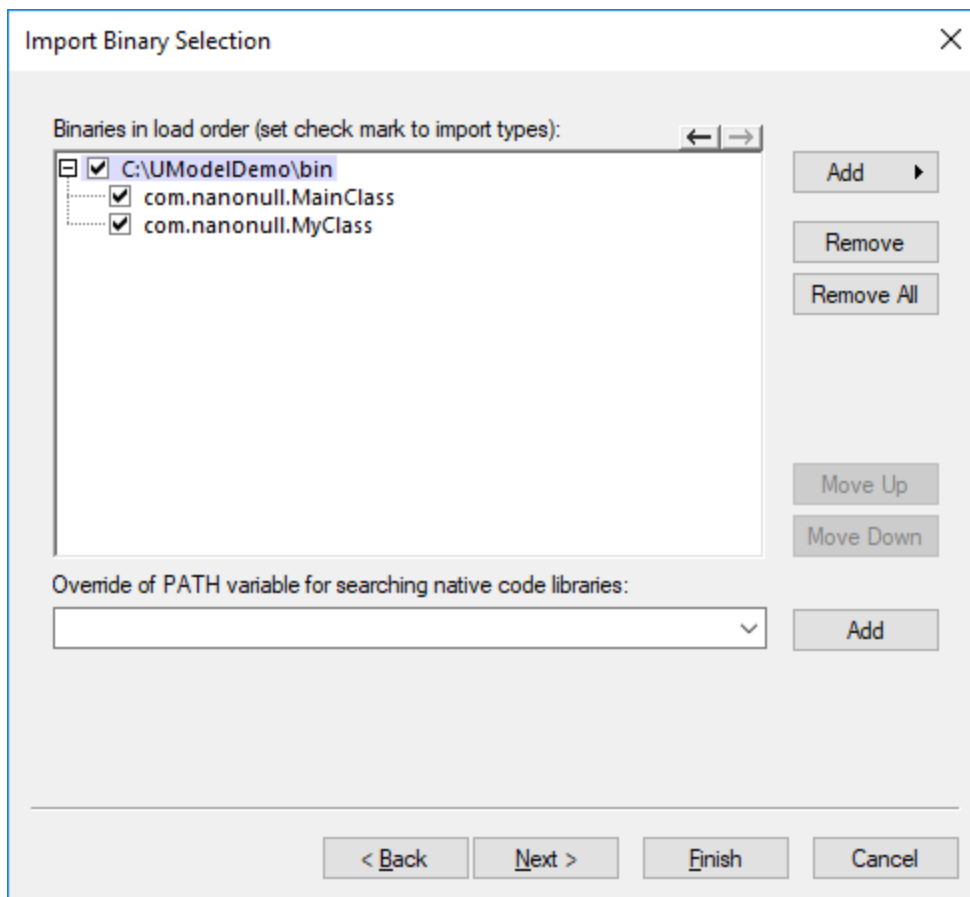 Import Binary Selection
Binaries in load order (set check mark to import types):
C:\UModelDemo\bin
Add
com.nanonull.MainClass
com.nanonull.MyClass
Remove
Remove All
Move Up
Move Down
Override of PATH variable for searching native code libraries:
Add
< Back
Next >
Finish
Cancel